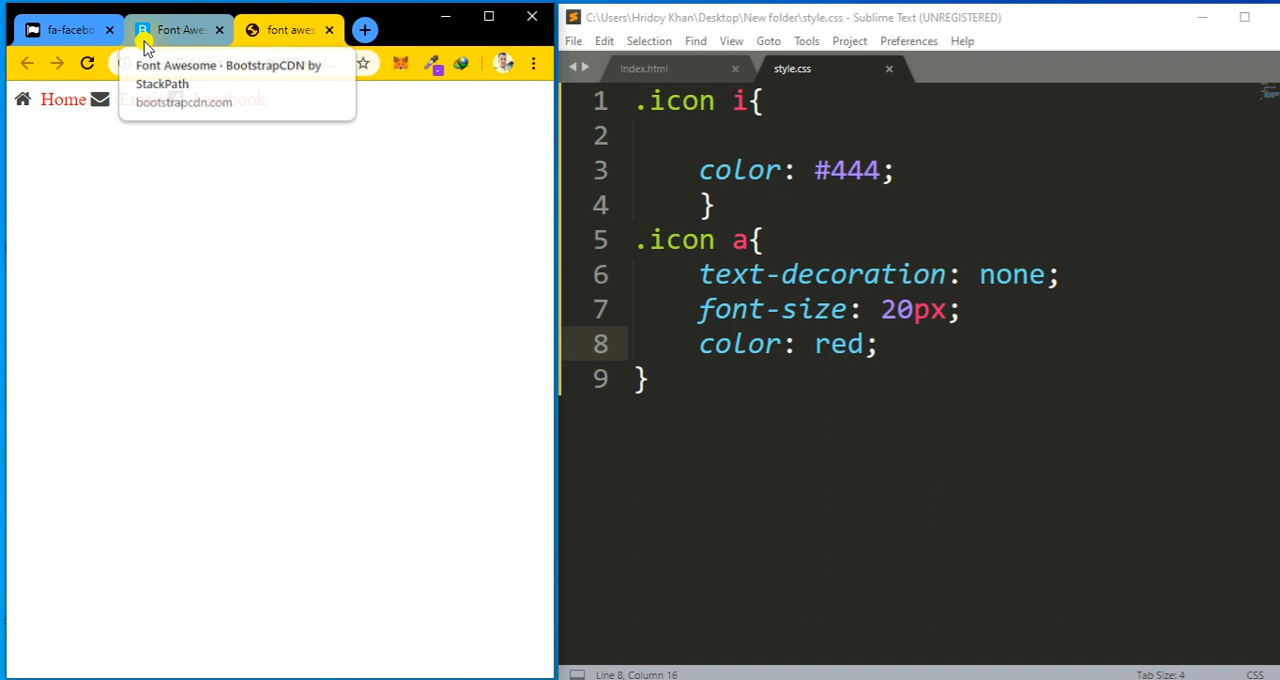 fa-facebo
Font Awe
font awes
Font Awesome · BootstrapCDN by
StackPath
bootstrapcdn.com
Home
Facebook
C:\Users\Hridoy Khan\Desktop\New folder\style.css - Sublime Text (UNREGISTERED)
File Edit Selection Find View Goto Tools Project Preferences Help
Index.html
style.css
1 .icon i{
2
3 color: #444;
4 }
5 .icon a{
6 text-decoration: none;
7 font-size: 20px;
8 color: red;
9 }
Line 8, Column 16
Tab Size: 4
CSS